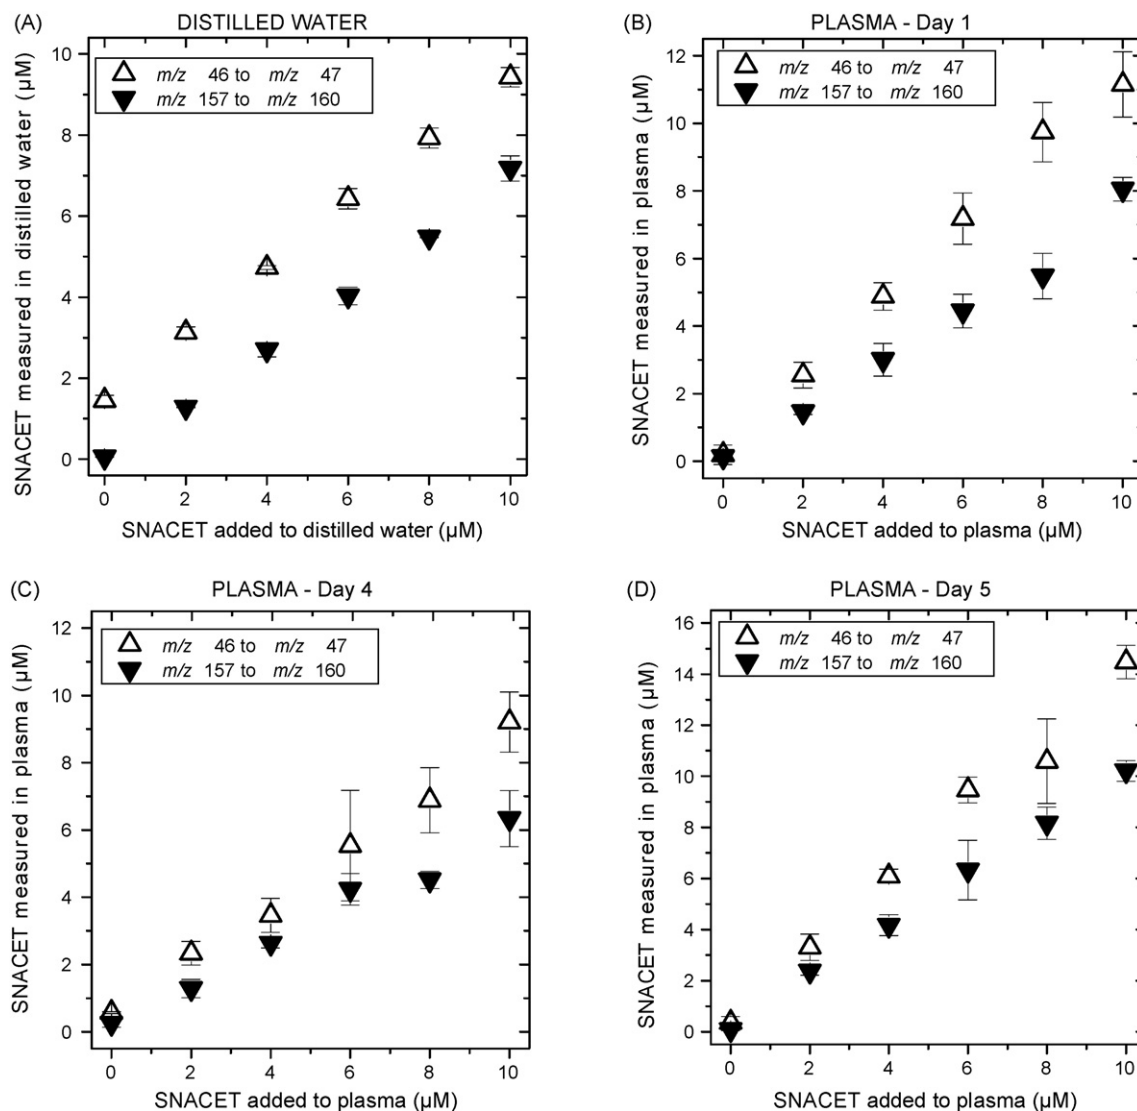 (A)
DISTILLED WATER
SNACET measured in distilled water (µM)
10
8
6
4
2
0
m/z 46 to m/z 47
m/z 157 to m/z 160
0 2 4 6 8 10
SNACET added to distilled water (µM)
(B)
PLASMA - Day 1
SNACET measured in plasma (µM)
12
10
8
6
4
2
0
m/z 46 to m/z 47
m/z 157 to m/z 160
0 2 4 6 8 10
SNACET added to plasma (µM)
(C)
PLASMA - Day 4
SNACET measured in plasma (µM)
12
10
8
6
4
2
0
m/z 46 to m/z 47
m/z 157 to m/z 160
0 2 4 6 8 10
SNACET added to plasma (µM)
(D)
PLASMA - Day 5
SNACET measured in plasma (µM)
16
14
12
10
8
6
4
2
0
m/z 46 to m/z 47
m/z 157 to m/z 160
0 2 4 6 8 10
SNACET added to plasma (µM)